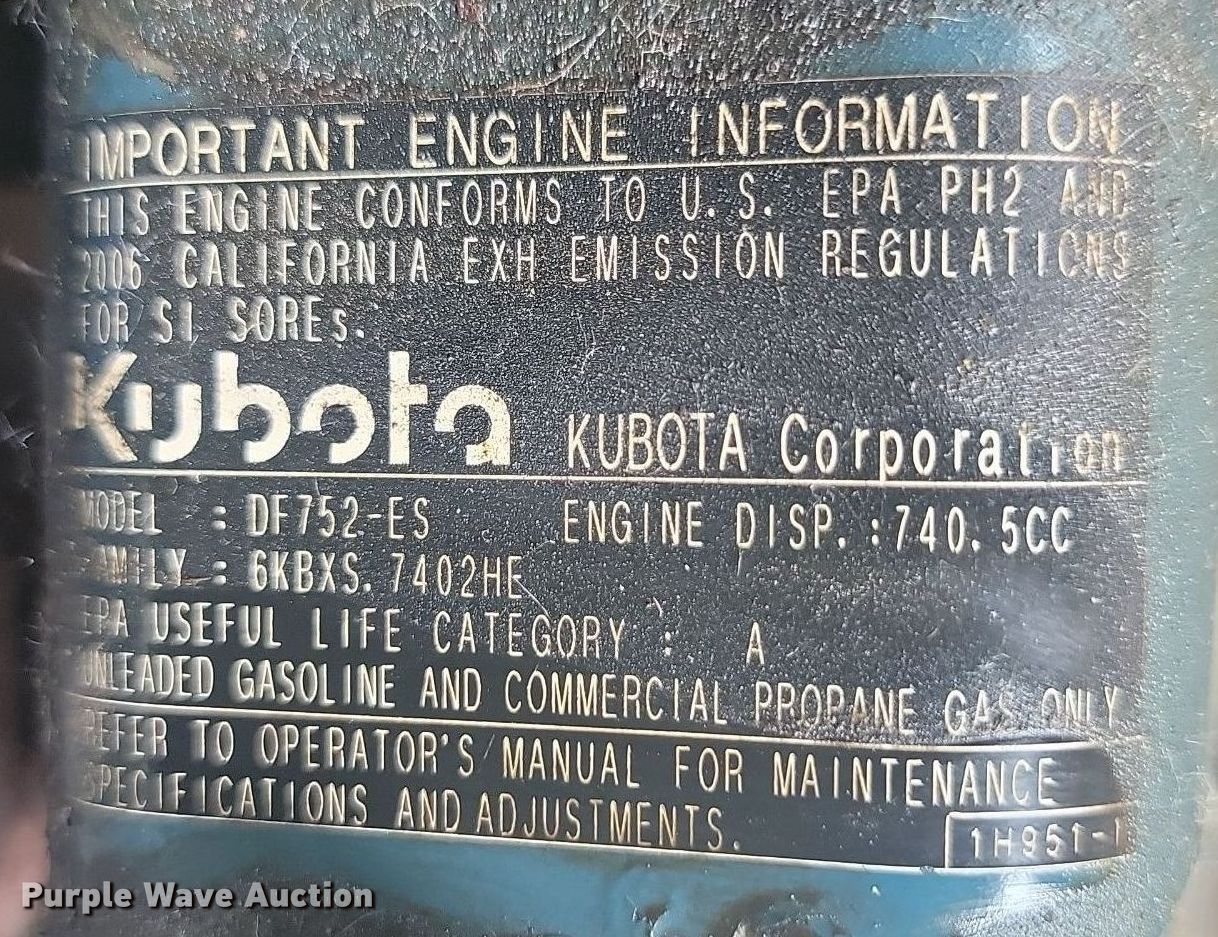 IMPORTANT ENGINE INFORMATION
THIS ENGINE CONFORMS TO U.S. EPA PH2 AND
2006 CALIFORNIA EXH EMISSION REGULATIONS
FOR SI SOREs.
Kubota KUBOTA Corporation
MODEL : DF752-ES ENGINE DISP. :740.5CC
FAMILY : 6KBXS.7402HE
EPA USEFUL LIFE CATEGORY : A
UNLEADED GASOLINE AND COMMERCIAL PROPANE GAS ONLY
REFER TO OPERATOR'S MANUAL FOR MAINTENANCE
SPECIFICATIONS AND ADJUSTMENTS.
1H951-1
Purple Wave Auction